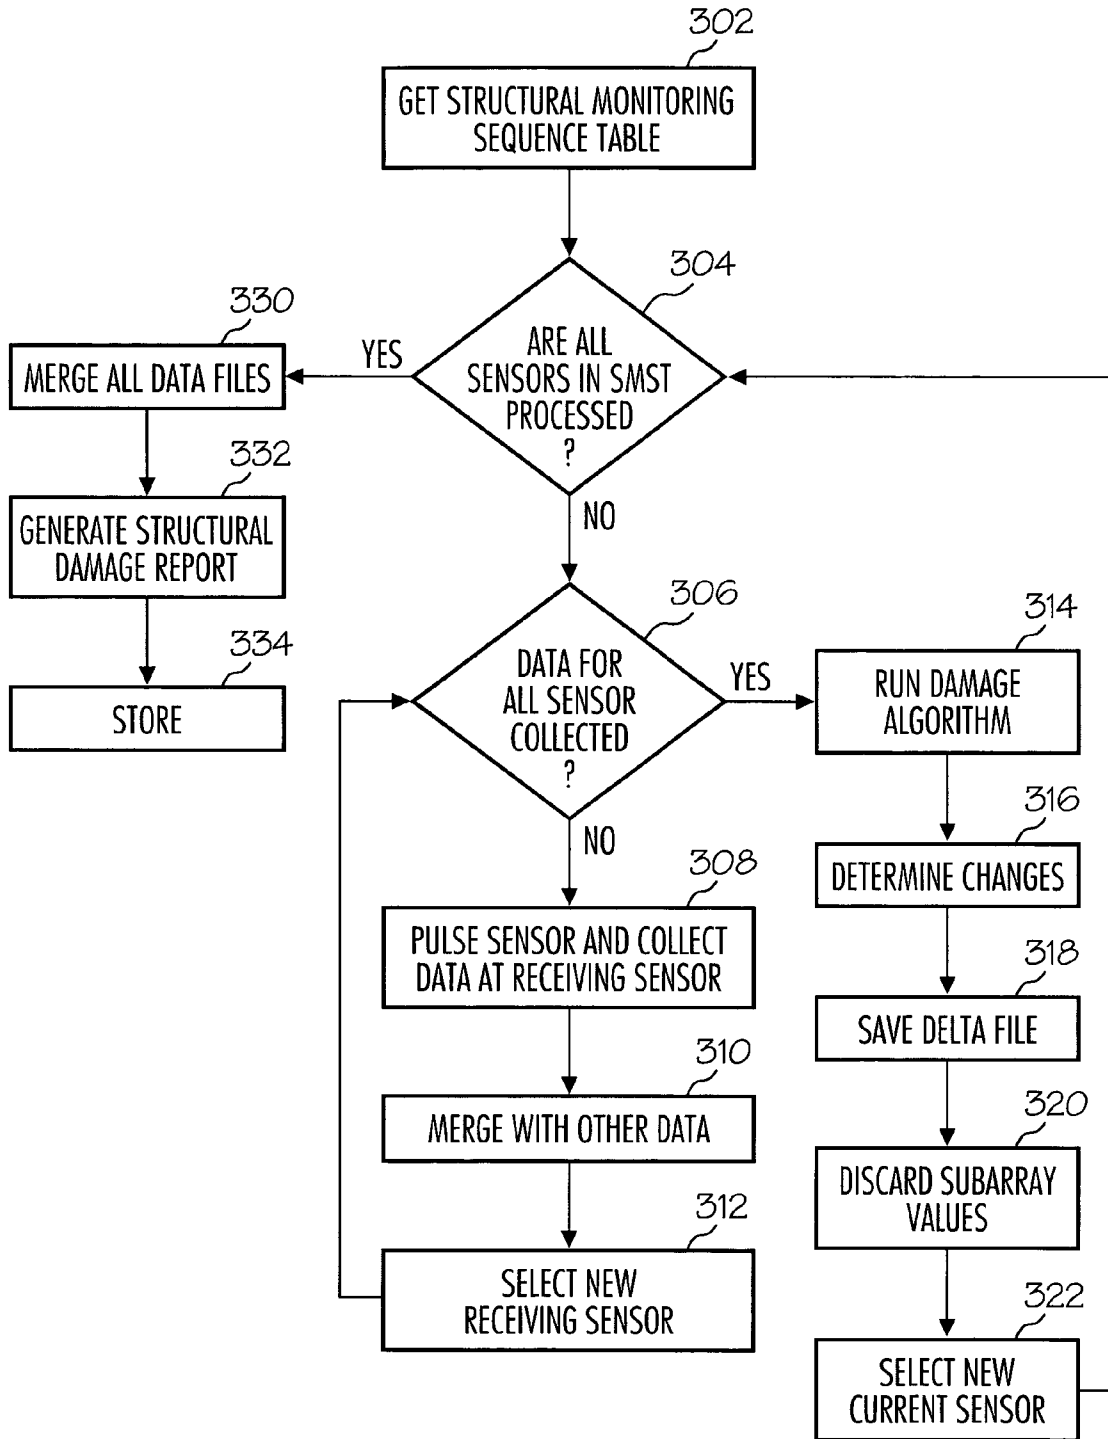 302
GET STRUCTURAL MONITORING
SEQUENCE TABLE
304
ARE ALL
SENSORS IN SMST
PROCESSED
?
YES
NO
330
MERGE ALL DATA FILES
332
GENERATE STRUCTURAL
DAMAGE REPORT
334
STORE
306
DATA FOR
ALL SENSOR
COLLECTED
?
YES
NO
308
PULSE SENSOR AND COLLECT
DATA AT RECEIVING SENSOR
310
MERGE WITH OTHER DATA
312
SELECT NEW
RECEIVING SENSOR
314
RUN DAMAGE
ALGORITHM
316
DETERMINE CHANGES
318
SAVE DELTA FILE
320
DISCARD SUBARRAY
VALUES
322
SELECT NEW
CURRENT SENSOR